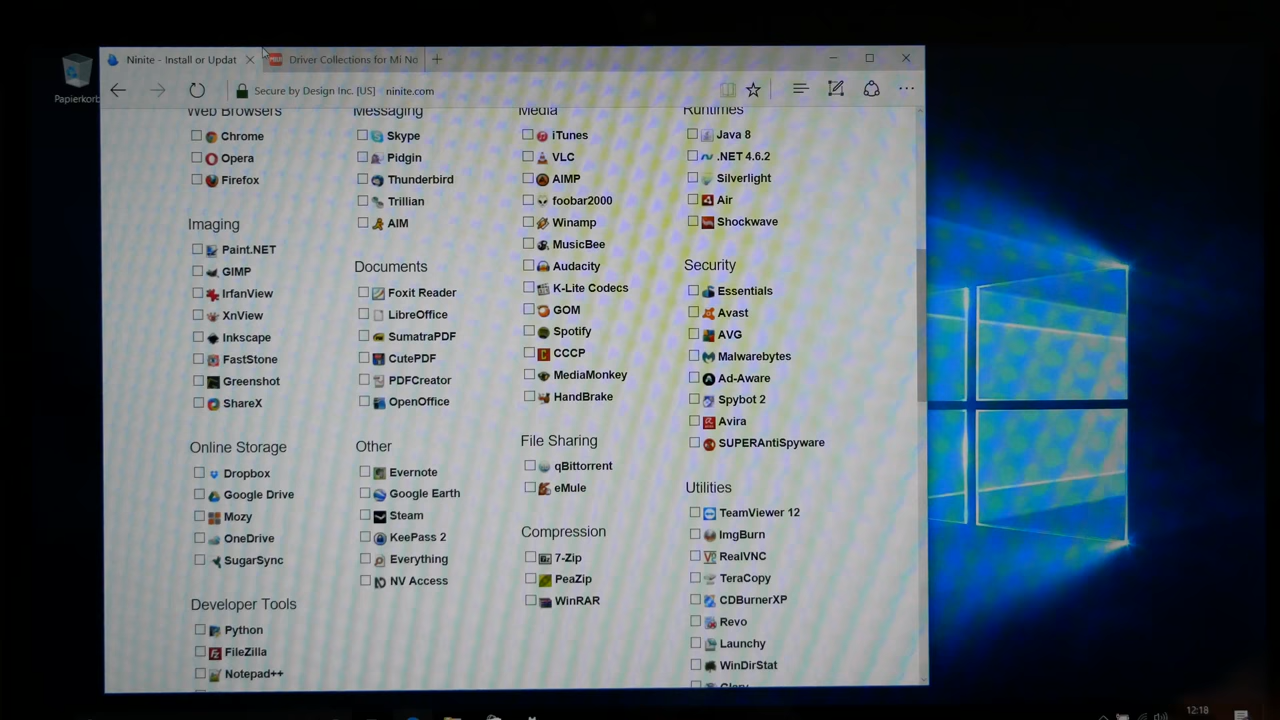 Ninite - Install or Updat
Driver Collections for Mi No
Papierkorb
Secure by Design Inc. [US]
ninite.com
Web Browsers
Chrome
Opera
Firefox
Imaging
Paint.NET
GIMP
IrfanView
XnView
Inkscape
FastStone
Greenshot
ShareX
Online Storage
Dropbox
Google Drive
Mozy
OneDrive
SugarSync
Developer Tools
Python
FileZilla
Notepad++
Messaging
Skype
Pidgin
Thunderbird
Trillian
AIM
Documents
Foxit Reader
LibreOffice
SumatraPDF
CutePDF
PDFCreator
OpenOffice
Other
Evernote
Google Earth
Steam
KeePass 2
Everything
NV Access
Media
iTunes
VLC
AIMP
foobar2000
Winamp
MusicBee
Audacity
K-Lite Codecs
GOM
Spotify
CCCP
MediaMonkey
HandBrake
File Sharing
qBittorrent
eMule
Compression
7-Zip
PeaZip
WinRAR
Runtimes
Java 8
.NET 4.6.2
Silverlight
Air
Shockwave
Security
Essentials
Avast
AVG
Malwarebytes
Ad-Aware
Spybot 2
Avira
SUPERAntiSpyware
Utilities
TeamViewer 12
ImgBurn
RealVNC
TeraCopy
CDBurnerXP
Revo
Launchy
WinDirStat
Glary
12:18